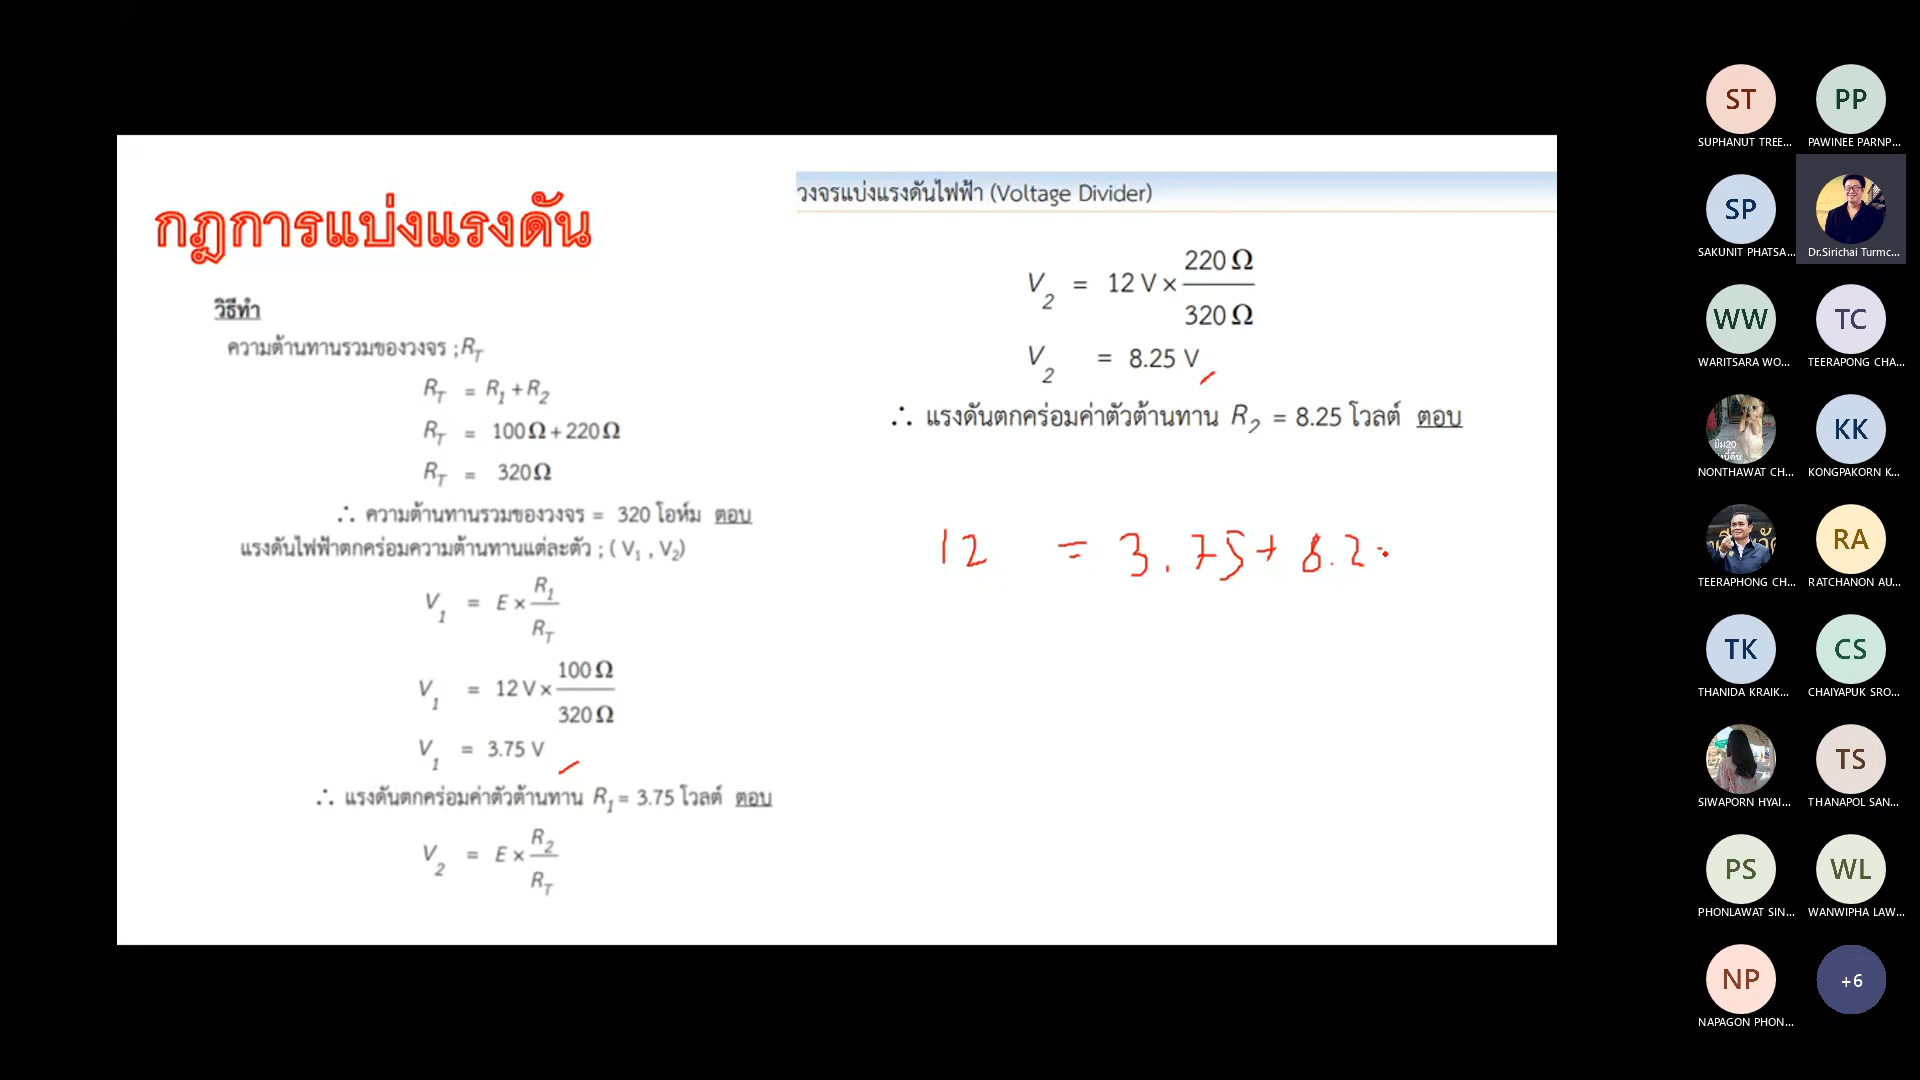 กฎการแบ่งแรงดัน
วิธีทำ
ความต้านทานรวมของวงจร ; R_T
R_T = R_1 + R_2
R_T = 100 Ω + 220 Ω
R_T = 320 Ω
∴ ความต้านทานรวมของวงจร = 320 โอห์ม ตอบ
แรงดันไฟฟ้าตกคร่อมความต้านทานแต่ละตัว ; ( V_1 , V_2)
V_1 = E × R_1 / R_T
V_1 = 12 V × 100 Ω / 320 Ω
V_1 = 3.75 V
∴ แรงดันตกคร่อมค่าตัวต้านทาน R_1 = 3.75 โวลต์ ตอบ
V_2 = E × R_2 / R_T
วงจรแบ่งแรงดันไฟฟ้า (Voltage Divider)
V_2 = 12 V × 220 Ω / 320 Ω
V_2 = 8.25 V
∴ แรงดันตกคร่อมค่าตัวต้านทาน R_2 = 8.25 โวลต์ ตอบ
12 = 3.75 + 8.2
ST
SUPHANUT TREE...
PP
PAWINEE PARNP...
SP
SAKUNIT PHATSA...
Dr.Sirichai Turmc...
WW
WARITSARA WO...
TC
TEERAPONG CHA...
ยิ้ม20
NONTHAWAT CH...
KK
KONGPAKORN K...
TEERAPHONG CH...
RA
RATCHANON AU...
TK
THANIDA KRAIK...
CS
CHAIYAPUK SRO...
SIWAPORN HYAI...
TS
THANAPOL SAN...
PS
PHONLAWAT SIN...
WL
WANWIPHA LAW...
NP
NAPAGON PHON...
+6